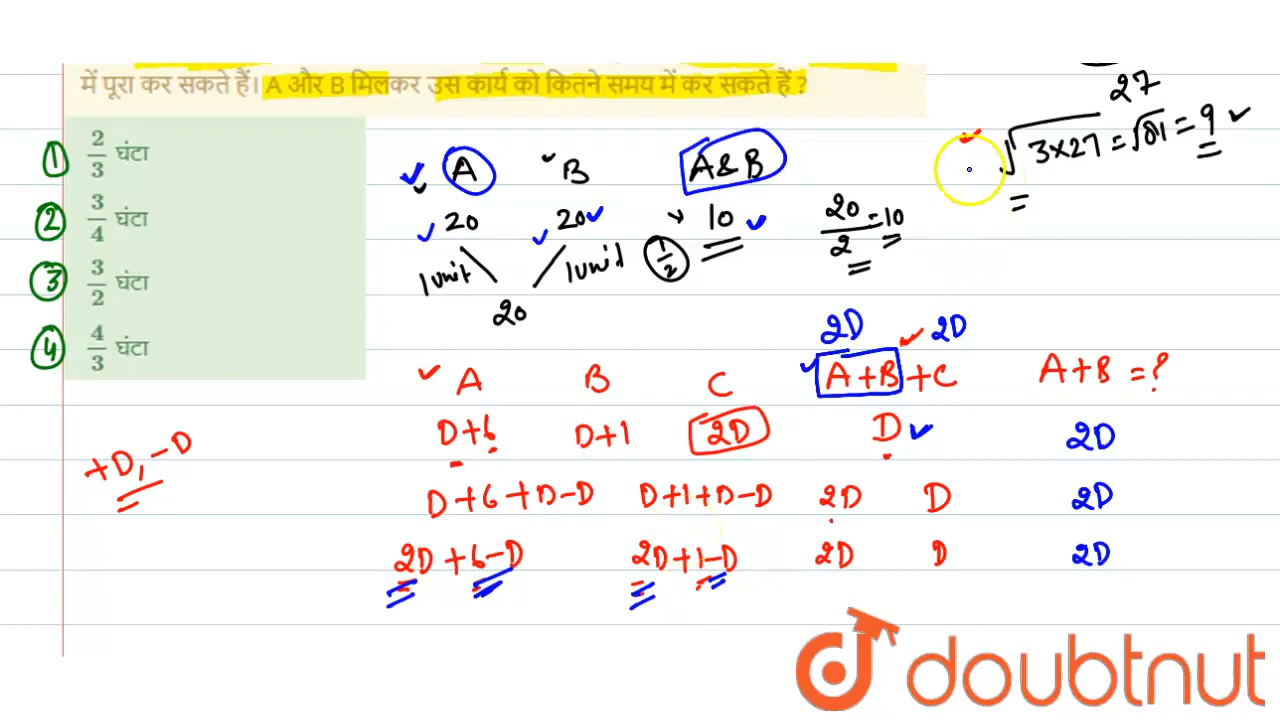 में पूरा कर सकते हैं। A और B मिलकर उस कार्य को कितने समय में कर सकते हैं ?
27
√3×27 = √81 = 9
① 2/3 घंटा
② 3/4 घंटा
③ 3/2 घंटा
④ 4/3 घंटा
A B A&B
20 20 10 20/2 = 10
1unit 1unit 1/2
20
2D 2D
A B C A+B +C A+B = ?
D+6 D+1 2D D 2D
+D, -D
D+6+D-D D+1+D-D 2D D 2D
2D+6-D 2D+1-D 2D D 2D
doubtnut